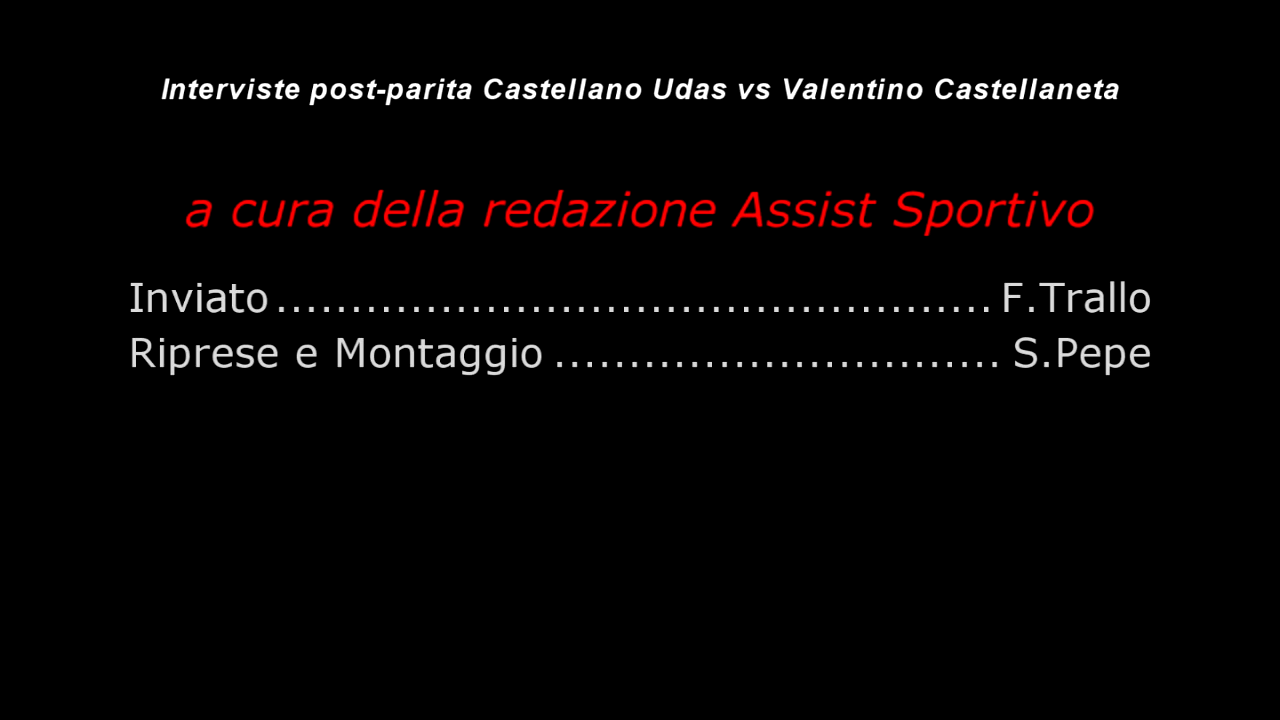 Interviste post-parita Castellano Udas vs Valentino Castellaneta
a cura della redazione Assist Sportivo
Inviato ................................................ F.Trallo
Riprese e Montaggio .............................. S.Pepe